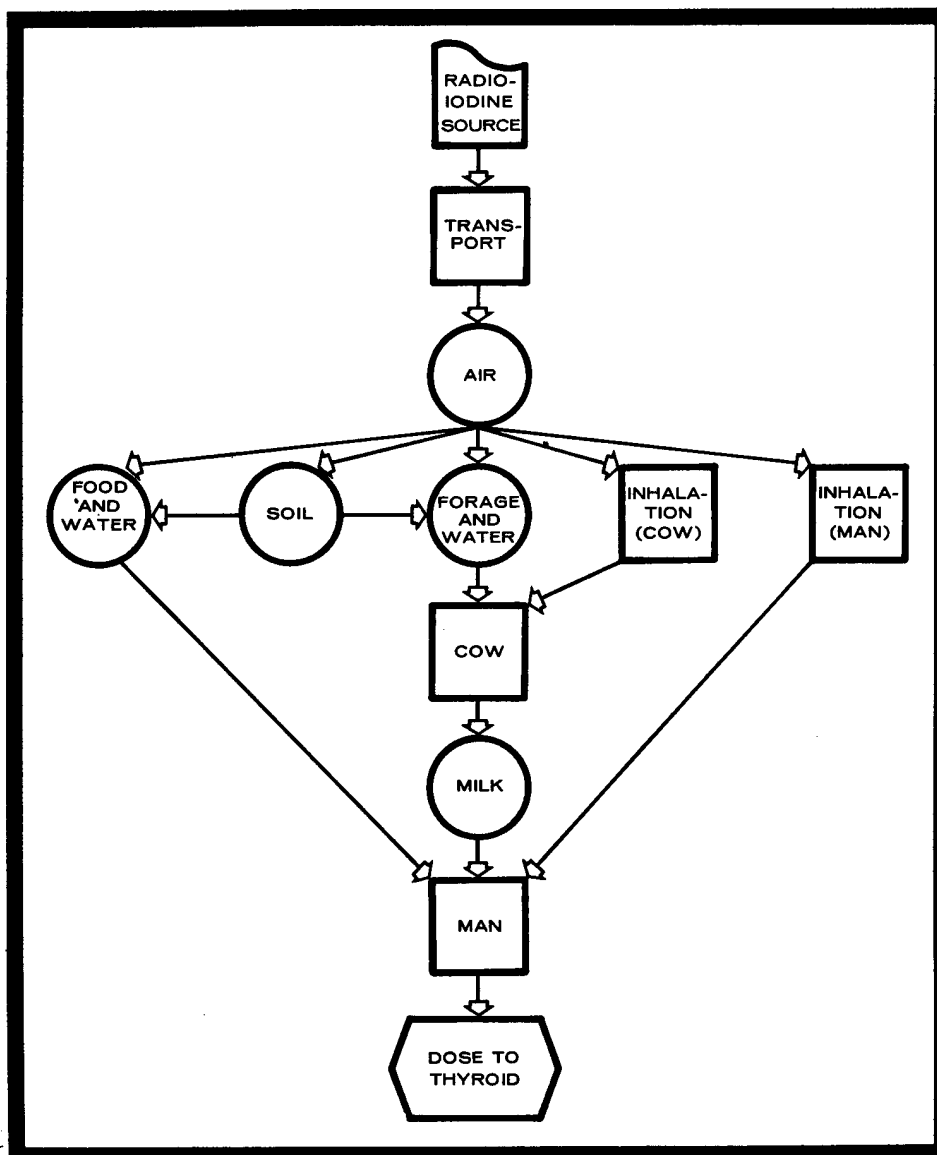 RADIO-
IODINE
SOURCE
TRANS-
PORT
AIR
FOOD
AND
WATER
SOIL
FORAGE
AND
WATER
INHALA-
TION
(COW)
INHALA-
TION
(MAN)
COW
MILK
MAN
DOSE TO
THYROID